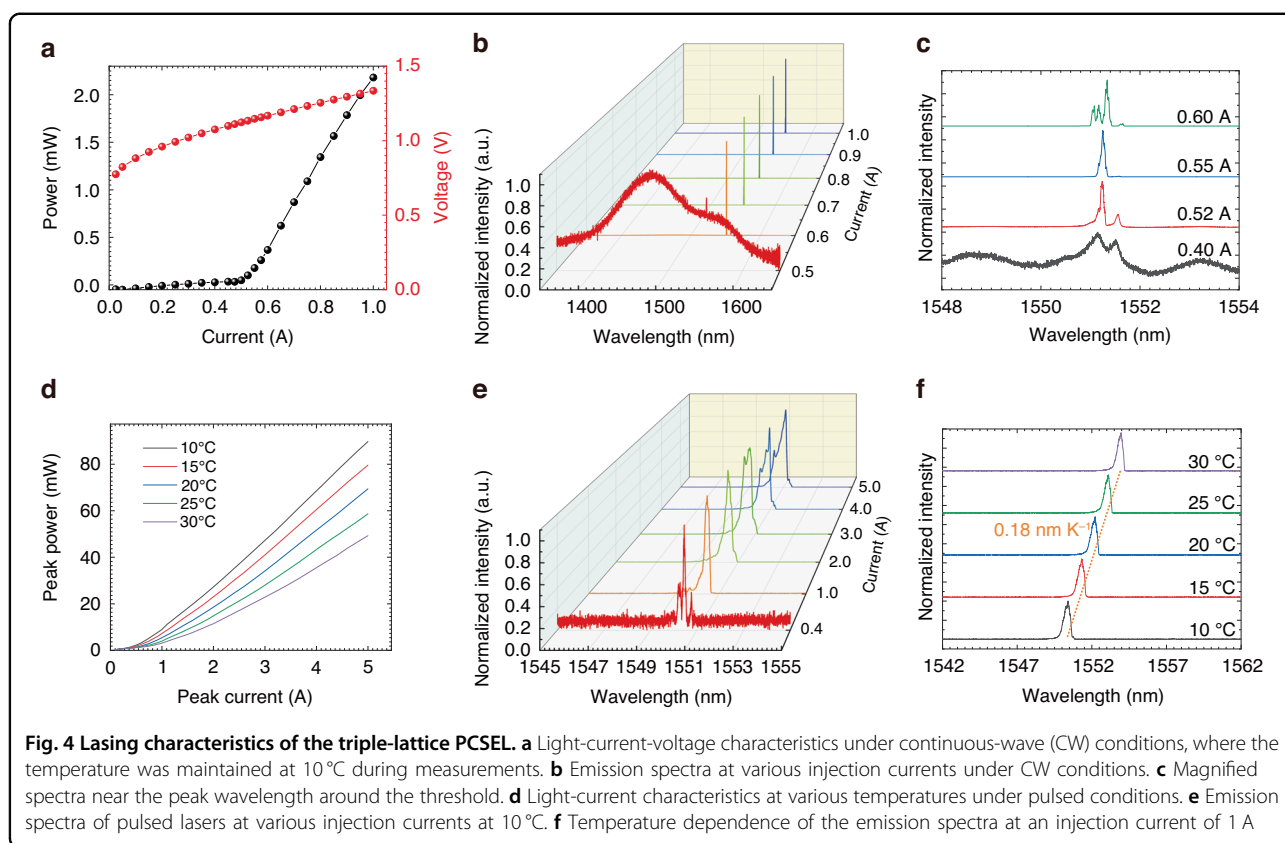 a
2.0
1.5
1.0
0.5
0.0
Power (mW)
1.5
1.0
0.5
0.0
Voltage (V)
0.0 0.2 0.4 0.6 0.8 1.0
Current (A)
b
1.0
0.8
0.6
0.4
0.2
0.0
Normalized intensity (a.u.)
1400 1500 1600
Wavelength (nm)
1.0
0.9
0.8
0.7
0.6
0.5
Current (A)
c
Normalized intensity
0.60 A
0.55 A
0.52 A
0.40 A
1548 1550 1552 1554
Wavelength (nm)
d
80
60
40
20
0
Peak power (mW)
10°C
15°C
20°C
25°C
30°C
0 1 2 3 4 5
Peak current (A)
e
1.0
0.8
0.6
0.4
0.2
0.0
Normalized intensity (a.u.)
1545 1547 1549 1551 1553 1555
Wavelength (nm)
5.0
4.0
3.0
2.0
1.0
0.4
Current (A)
f
Normalized intensity
30 °C
25 °C
0.18 nm K⁻¹
20 °C
15 °C
10 °C
1542 1547 1552 1557 1562
Wavelength (nm)
Fig. 4 Lasing characteristics of the triple-lattice PCSEL. a Light-current-voltage characteristics under continuous-wave (CW) conditions, where the
temperature was maintained at 10 °C during measurements. b Emission spectra at various injection currents under CW conditions. c Magnified
spectra near the peak wavelength around the threshold. d Light-current characteristics at various temperatures under pulsed conditions. e Emission
spectra of pulsed lasers at various injection currents at 10 °C. f Temperature dependence of the emission spectra at an injection current of 1 A